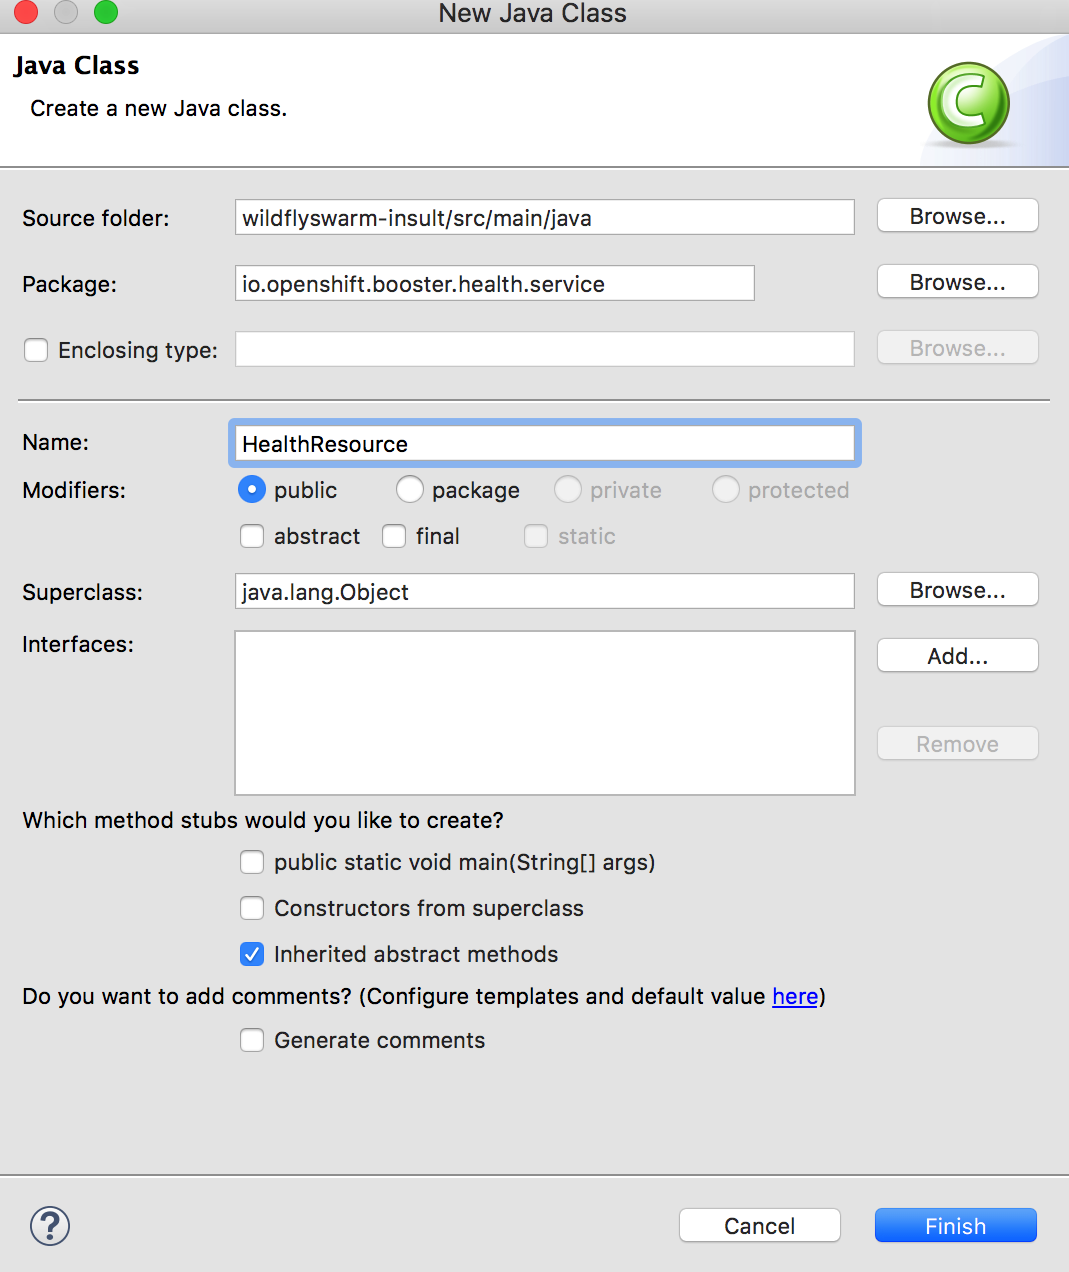 New Java Class
Java Class
Create a new Java class.
C
Source folder: wildflyswarm-insult/src/main/java Browse...
Package: io.openshift.booster.health.service Browse...
Enclosing type: Browse...
Name: HealthResource
Modifiers: public package private protected
abstract final static
Superclass: java.lang.Object Browse...
Interfaces: Add...
Remove
Which method stubs would you like to create?
public static void main(String[] args)
Constructors from superclass
Inherited abstract methods
Do you want to add comments? (Configure templates and default value here)
Generate comments
? Cancel Finish